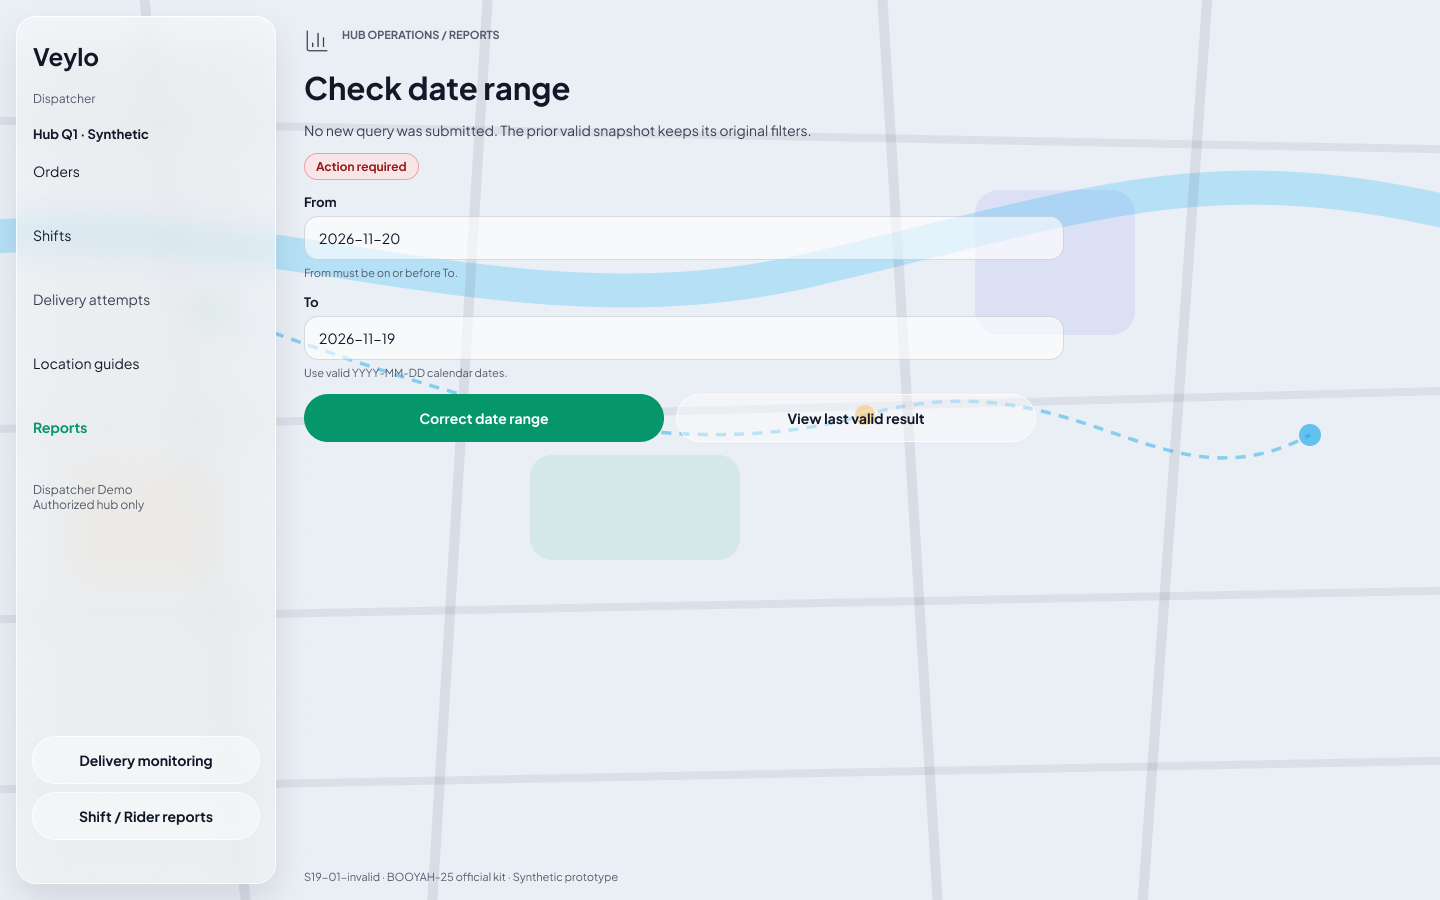 Veylo
Dispatcher
Hub Q1 · Synthetic
Orders
Shifts
Delivery attempts
Location guides
Reports
Dispatcher Demo
Authorized hub only
Delivery monitoring
Shift / Rider reports
HUB OPERATIONS / REPORTS
Check date range
No new query was submitted. The prior valid snapshot keeps its original filters.
Action required
From
2026-11-20
From must be on or before To.
To
2026-11-19
Use valid YYYY-MM-DD calendar dates.
Correct date range
View last valid result
S19-01-invalid · BOOYAH-25 official kit · Synthetic prototype